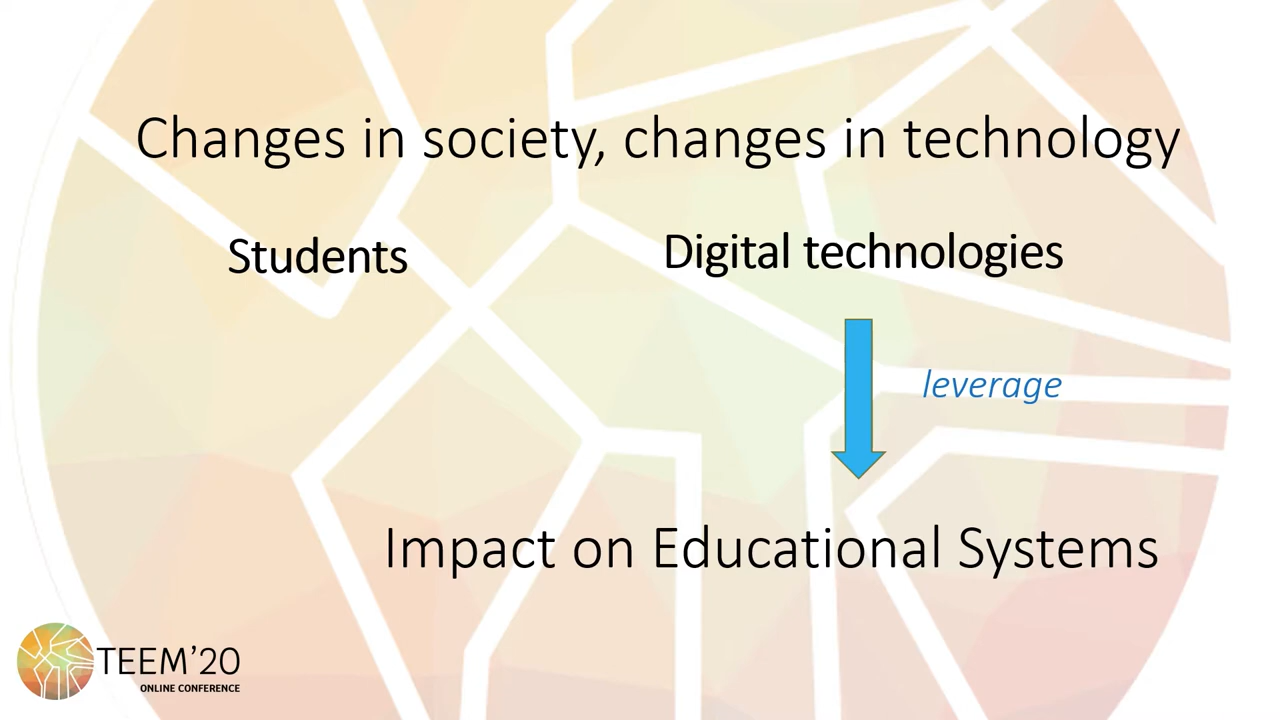 Changes in society, changes in technology
Students
Digital technologies
leverage
Impact on Educational Systems
TEEM'20
ONLINE CONFERENCE